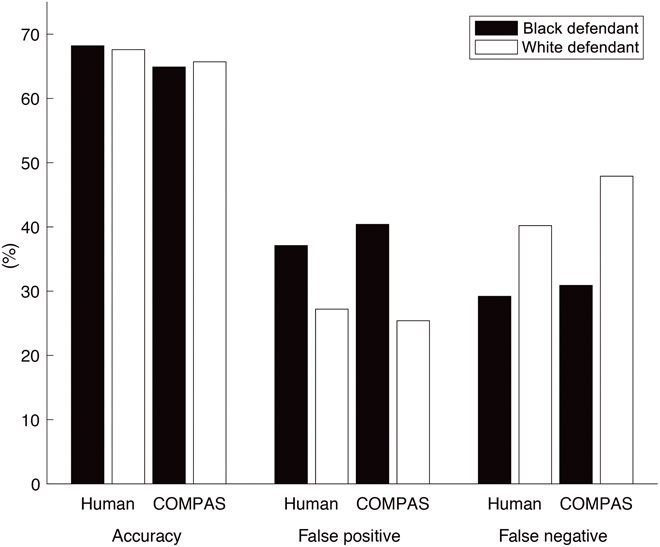 Black defendant
White defendant
70
60
50
40
30
20
10
0
(%)
Human COMPAS Human COMPAS Human COMPAS
Accuracy False positive False negative